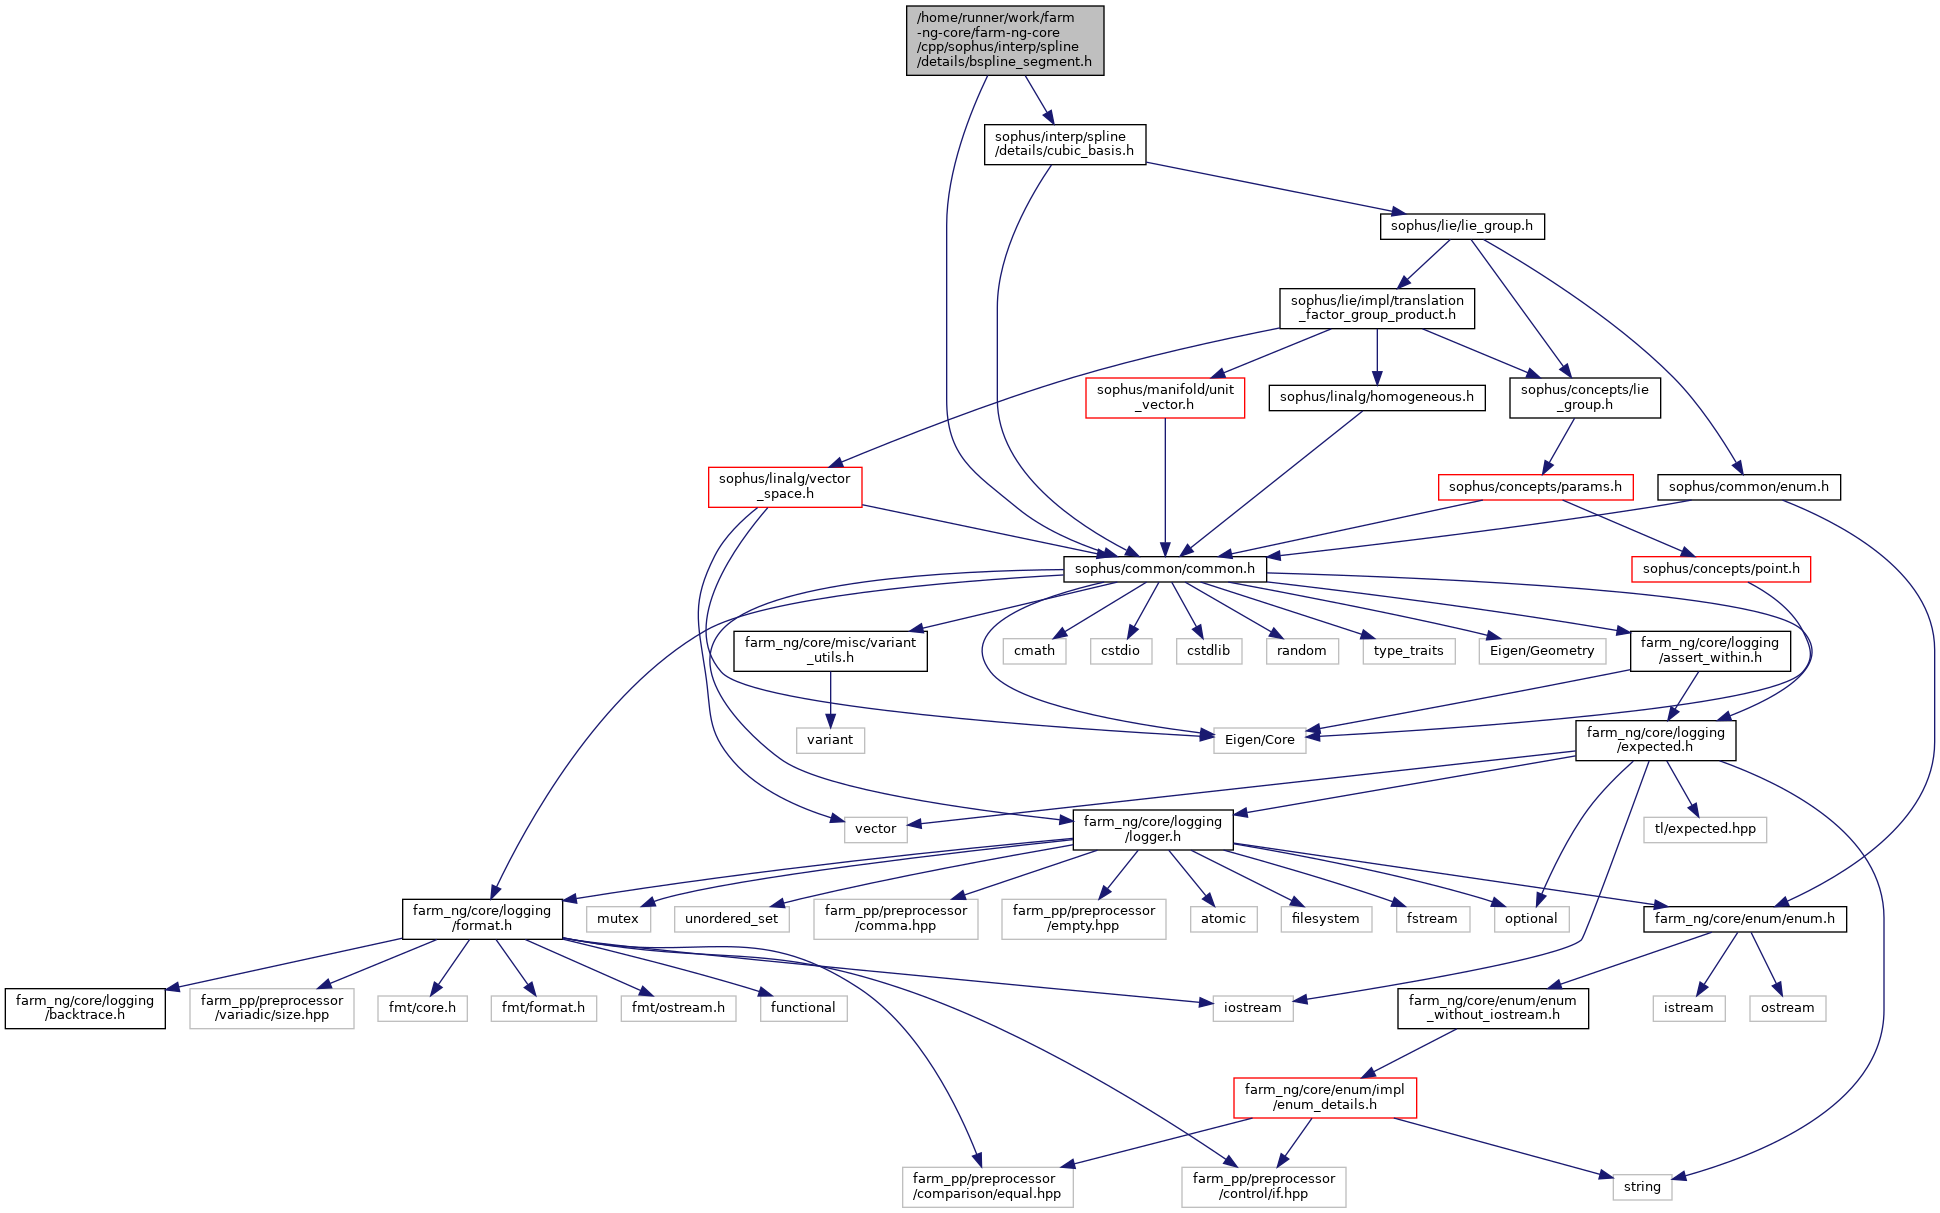 /home/runner/work/farm
-ng-core/farm-ng-core
/cpp/sophus/interp/spline
/details/bspline_segment.h
sophus/interp/spline
/details/cubic_basis.h
sophus/lie/lie_group.h
sophus/lie/impl/translation
_factor_group_product.h
sophus/manifold/unit
_vector.h
sophus/linalg/homogeneous.h
sophus/concepts/lie
_group.h
sophus/linalg/vector
_space.h
sophus/concepts/params.h
sophus/common/enum.h
sophus/common/common.h
sophus/concepts/point.h
farm_ng/core/misc/variant
_utils.h
cmath
cstdio
cstdlib
random
type_traits
Eigen/Geometry
farm_ng/core/logging
/assert_within.h
variant
Eigen/Core
farm_ng/core/logging
/expected.h
vector
farm_ng/core/logging
/logger.h
tl/expected.hpp
farm_ng/core/logging
/format.h
mutex
unordered_set
farm_pp/preprocessor
/comma.hpp
farm_pp/preprocessor
/empty.hpp
atomic
filesystem
fstream
optional
farm_ng/core/enum/enum.h
farm_ng/core/logging
/backtrace.h
farm_pp/preprocessor
/variadic/size.hpp
fmt/core.h
fmt/format.h
fmt/ostream.h
functional
iostream
farm_ng/core/enum/enum
_without_iostream.h
istream
ostream
farm_ng/core/enum/impl
/enum_details.h
farm_pp/preprocessor
/comparison/equal.hpp
farm_pp/preprocessor
/control/if.hpp
string